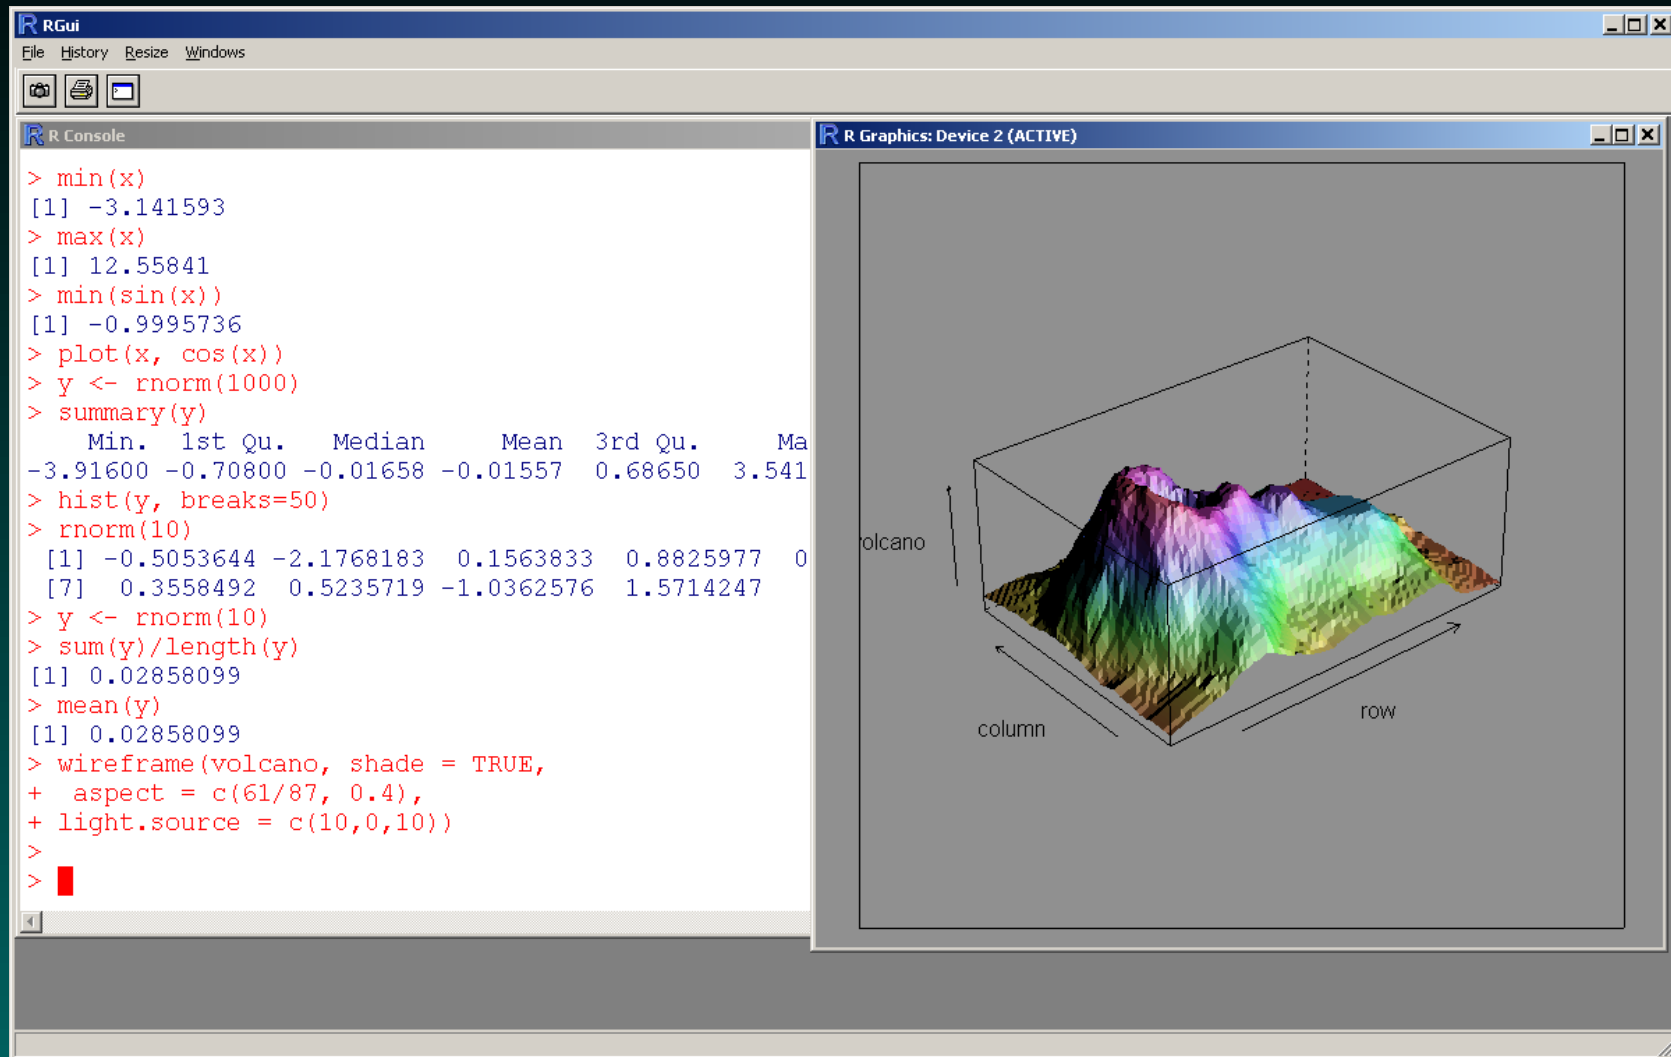 RGui
File History Resize Windows
R Console
> min(x)
[1] -3.141593
> max(x)
[1] 12.55841
> min(sin(x))
[1] -0.9995736
> plot(x, cos(x))
> y <- rnorm(1000)
> summary(y)
Min. 1st Qu. Median Mean 3rd Qu. Ma
-3.91600 -0.70800 -0.01658 -0.01557 0.68650 3.541
> hist(y, breaks=50)
> rnorm(10)
[1] -0.5053644 -2.1768183 0.1563833 0.8825977 0
[7] 0.3558492 0.5235719 -1.0362576 1.5714247
> y <- rnorm(10)
> sum(y)/length(y)
[1] 0.02858099
> mean(y)
[1] 0.02858099
> wireframe(volcano, shade = TRUE,
+ aspect = c(61/87, 0.4),
+ light.source = c(10,0,10))
>
>
R Graphics: Device 2 (ACTIVE)
olcano
column
row